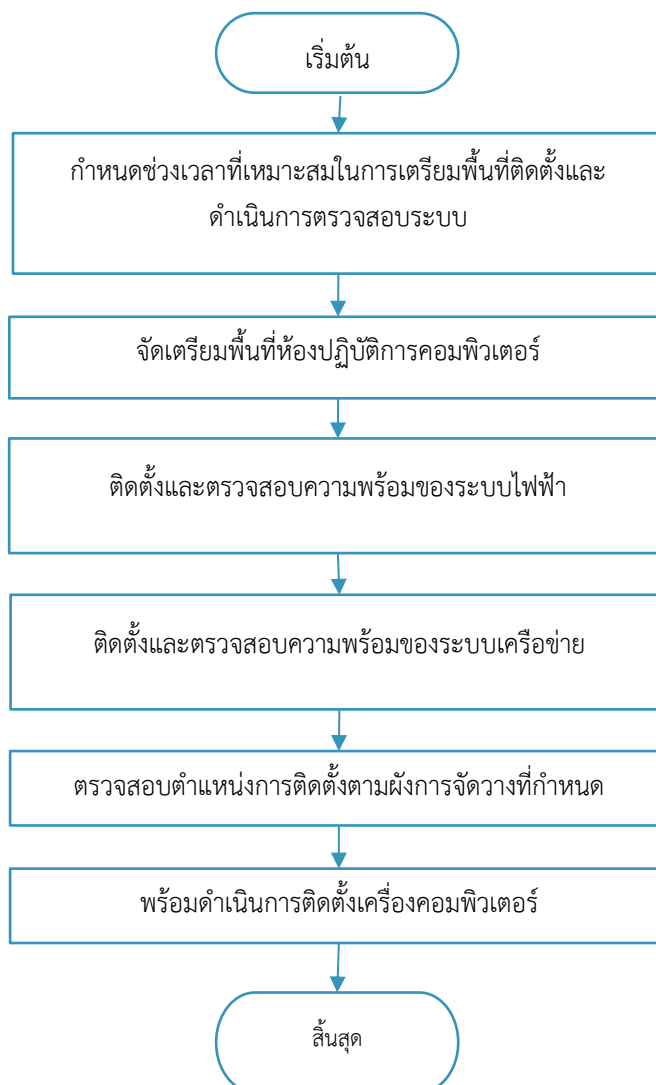 เริ่มต้น
กำหนดช่วงเวลาที่เหมาะสมในการเตรียมพื้นที่ติดตั้งและ
ดำเนินการตรวจสอบระบบ
จัดเตรียมพื้นที่ห้องปฏิบัติการคอมพิวเตอร์
ติดตั้งและตรวจสอบความพร้อมของระบบไฟฟ้า
ติดตั้งและตรวจสอบความพร้อมของระบบเครือข่าย
ตรวจสอบตำแหน่งการติดตั้งตามผังการจัดวางที่กำหนด
พร้อมดำเนินการติดตั้งเครื่องคอมพิวเตอร์
สิ้นสุด